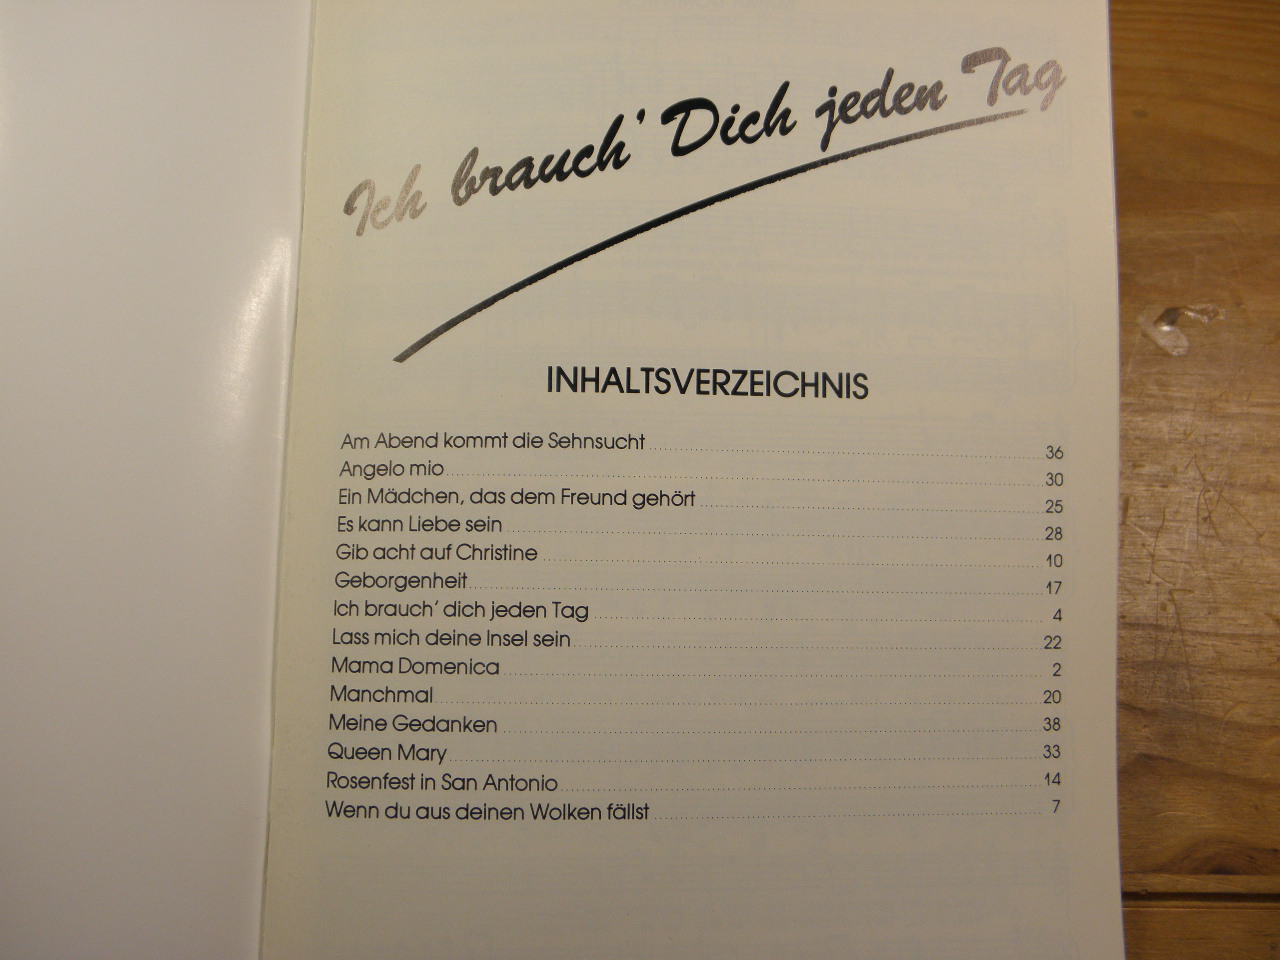 Ich brauch' Dich jeden Tag
INHALTSVERZEICHNIS
Am Abend kommt die Sehnsucht 36
Angelo mio 30
Ein Mädchen, das dem Freund gehört 25
Es kann Liebe sein 28
Gib acht auf Christine 10
Geborgenheit 17
Ich brauch' dich jeden Tag 4
Lass mich deine Insel sein 22
Mama Domenica 2
Manchmal 20
Meine Gedanken 38
Queen Mary 33
Rosenfest in San Antonio 14
Wenn du aus deinen Wolken fällst 7